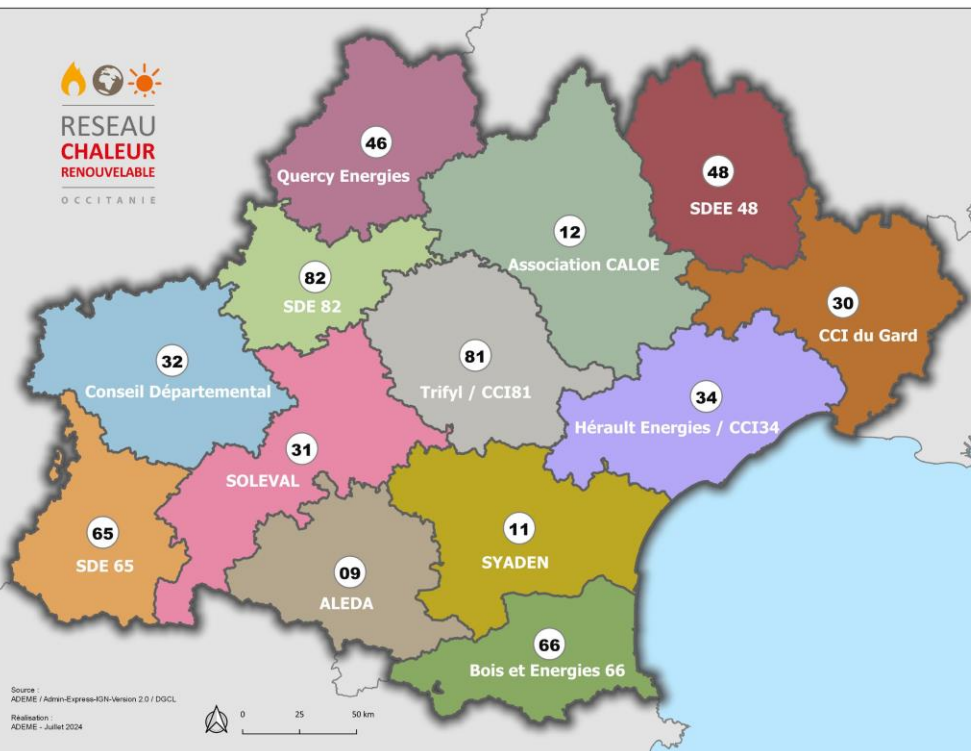 RESEAU
CHALEUR
RENOUVELABLE
OCCITANIE
46
Quercy Energies
48
SDEE 48
12
Association CALOE
82
SDE 82
30
CCI du Gard
32
Conseil Départemental
81
Trifyl / CCI81
34
Hérault Energies / CCI34
31
SOLEVAL
65
SDE 65
11
SYADEN
09
ALEDA
66
Bois et Energies 66
Source :
ADEME / Admin-Express-IGN-Version 2.0 / DGCL
Réalisation :
ADEME - Juillet 2024
0 25 50 km